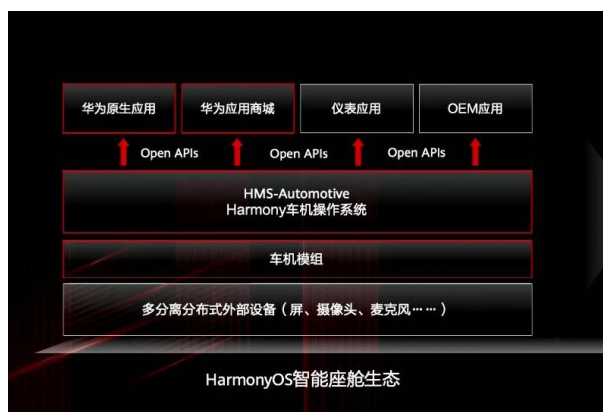 华为原生应用
华为应用商城
仪表应用
OEM应用
Open APIs
Open APIs
Open APIs
HMS-Automotive
Harmony车机操作系统
车机模组
多分离分布式外部设备（屏、摄像头、麦克风……）
HarmonyOS智能座舱生态